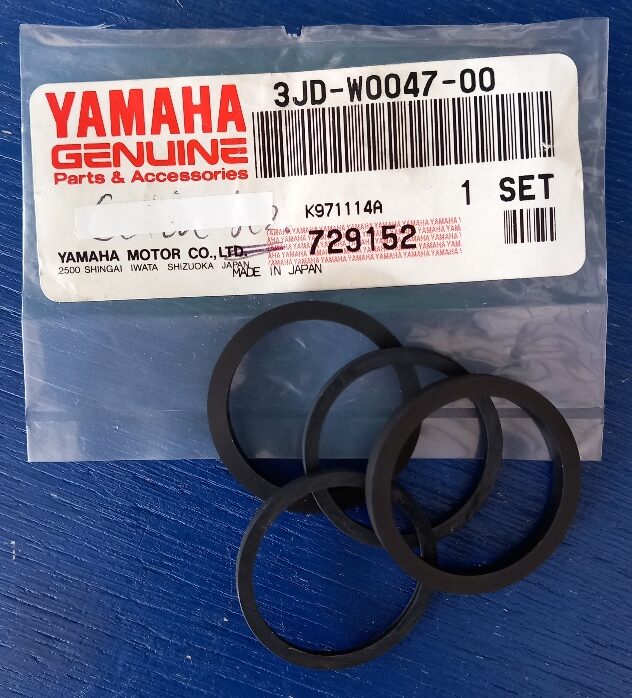 3JD-W0047-00
YAMAHA
GENUINE
Parts & Accessories
1 SET
K971114A
729152
YAMAHA MOTOR CO.,LTD.
2500 SHINGAI IWATA SHIZUOKA JAPAN
MADE IN JAPAN